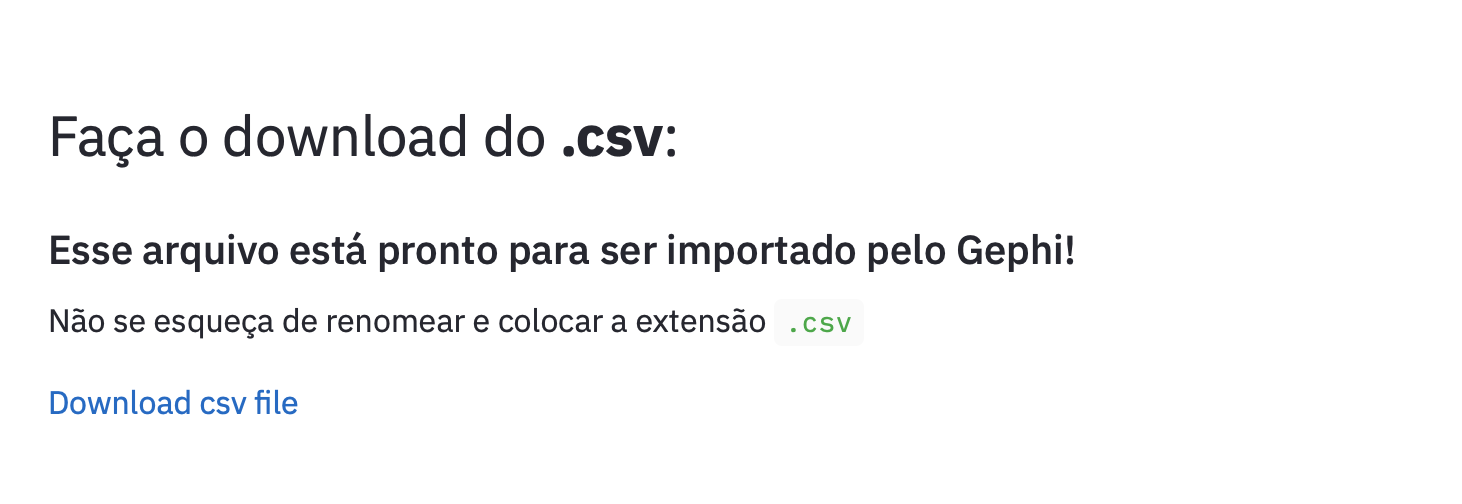 Faça o download do .csv:
Esse arquivo está pronto para ser importado pelo Gephi!
Não se esqueça de renomear e colocar a extensão .csv
Download csv file